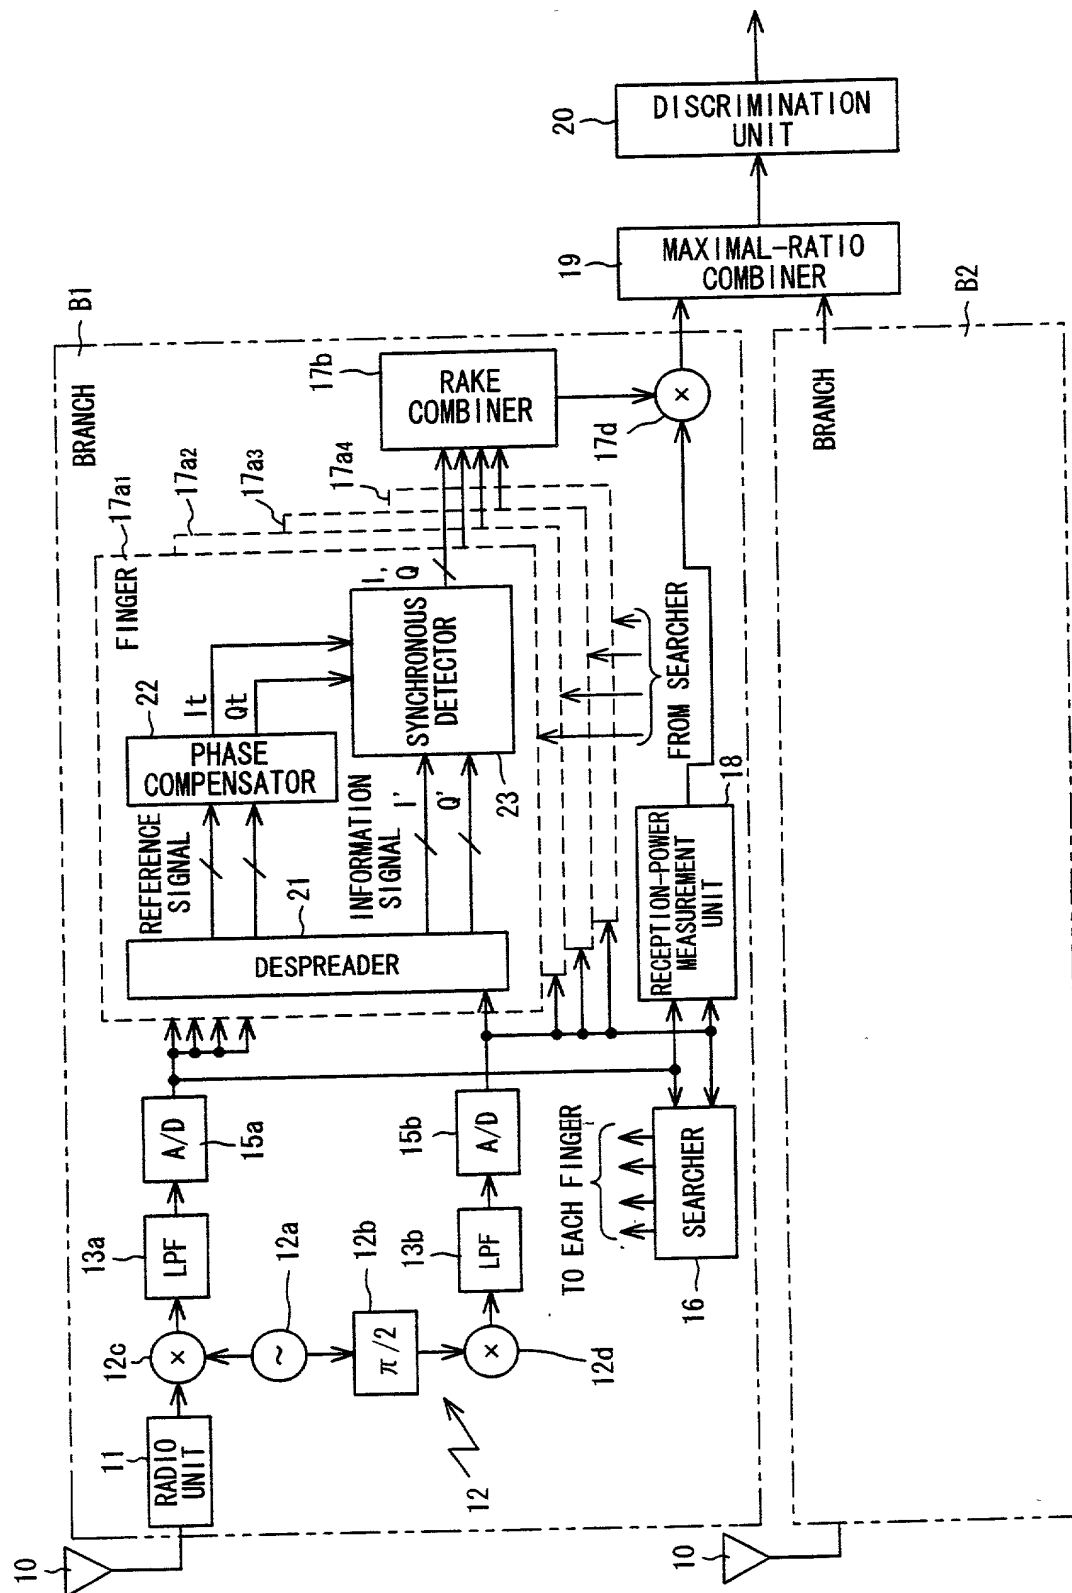 10
11
RADIO
UNIT
12c
×
13a
LPF
15a
A/D
12a
~
12b
π/2
12d
×
13b
LPF
15b
A/D
12
BRANCH
B1
FINGER
17a1
17a2
17a3
17a4
21
DESPREADER
REFERENCE
SIGNAL
22
PHASE
COMPENSATOR
It
Qt
INFORMATION
SIGNAL
I'
Q'
23
SYNCHRONOUS
DETECTOR
I,
Q
17b
RAKE
COMBINER
FROM SEARCHER
TO EACH FINGER
16
SEARCHER
18
RECEPTION-POWER
MEASUREMENT
UNIT
17d
×
19
MAXIMAL-RATIO
COMBINER
20
DISCRIMINATION
UNIT
10
BRANCH
B2